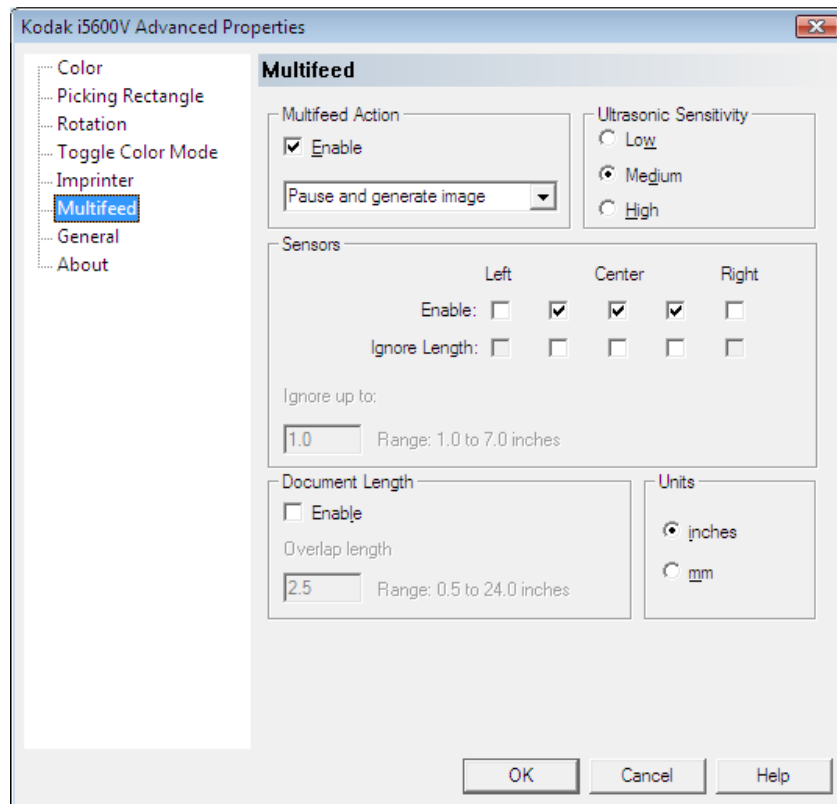 Kodak i5600V Advanced Properties
Color
Picking Rectangle
Rotation
Toggle Color Mode
Imprinter
Multifeed
General
About
Multifeed
Multifeed Action
Enable
Pause and generate image
Ultrasonic Sensitivity
Low
Medium
High
Sensors
Left Center Right
Enable:
Ignore Length:
Ignore up to:
1.0 Range: 1.0 to 7.0 inches
Document Length
Enable
Overlap length
2.5 Range: 0.5 to 24.0 inches
Units
inches
mm
OK Cancel Help